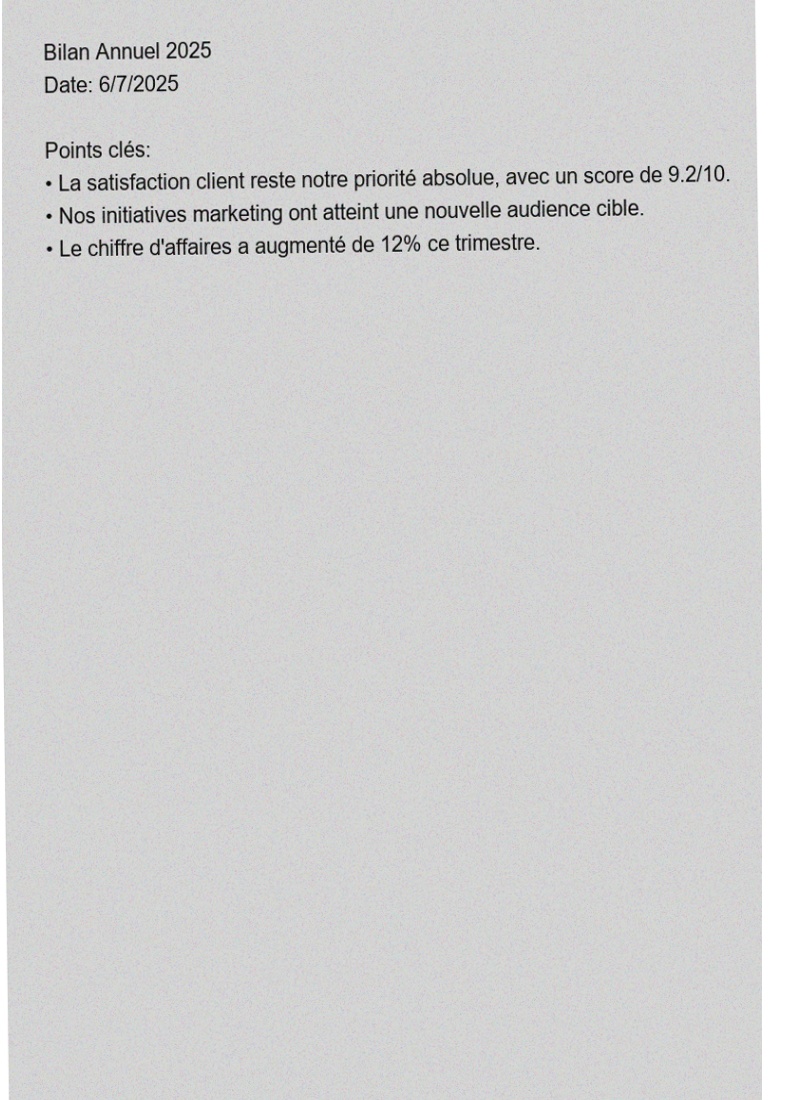 Bilan Annuel 2025
Date: 6/7/2025
Points clés:
• La satisfaction client reste notre priorité absolue, avec un score de 9.2/10.
• Nos initiatives marketing ont atteint une nouvelle audience cible.
• Le chiffre d'affaires a augmenté de 12% ce trimestre.